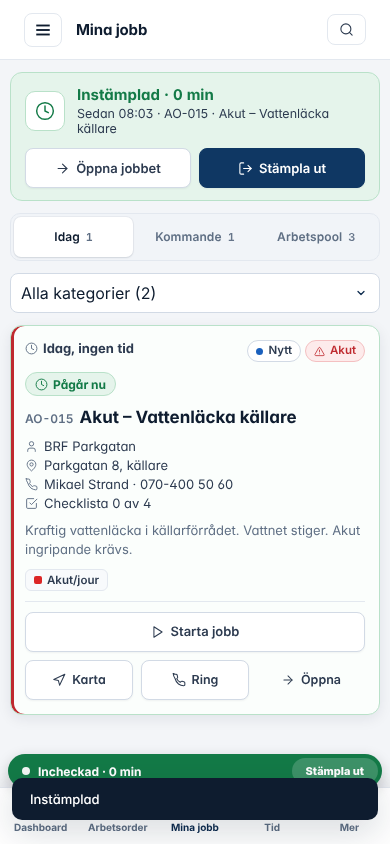 Mina jobb
Instämplad · 0 min
Sedan 08:03 · AO-015 · Akut – Vattenläcka
källare
Öppna jobbet
Stämpla ut
Idag 1
Kommande 1
Arbetspool 3
Alla kategorier (2)
Idag, ingen tid
Nytt
Akut
Pågår nu
AO-015 Akut – Vattenläcka källare
BRF Parkgatan
Parkgatan 8, källare
Mikael Strand · 070-400 50 60
Checklista 0 av 4
Kraftig vattenläcka i källarförrådet. Vattnet stiger. Akut
ingripande krävs.
Akut/jour
Starta jobb
Karta
Ring
Öppna
Incheckad · 0 min
Stämpla ut
Instämplad
Dashboard
Arbetsorder
Mina jobb
Tid
Mer